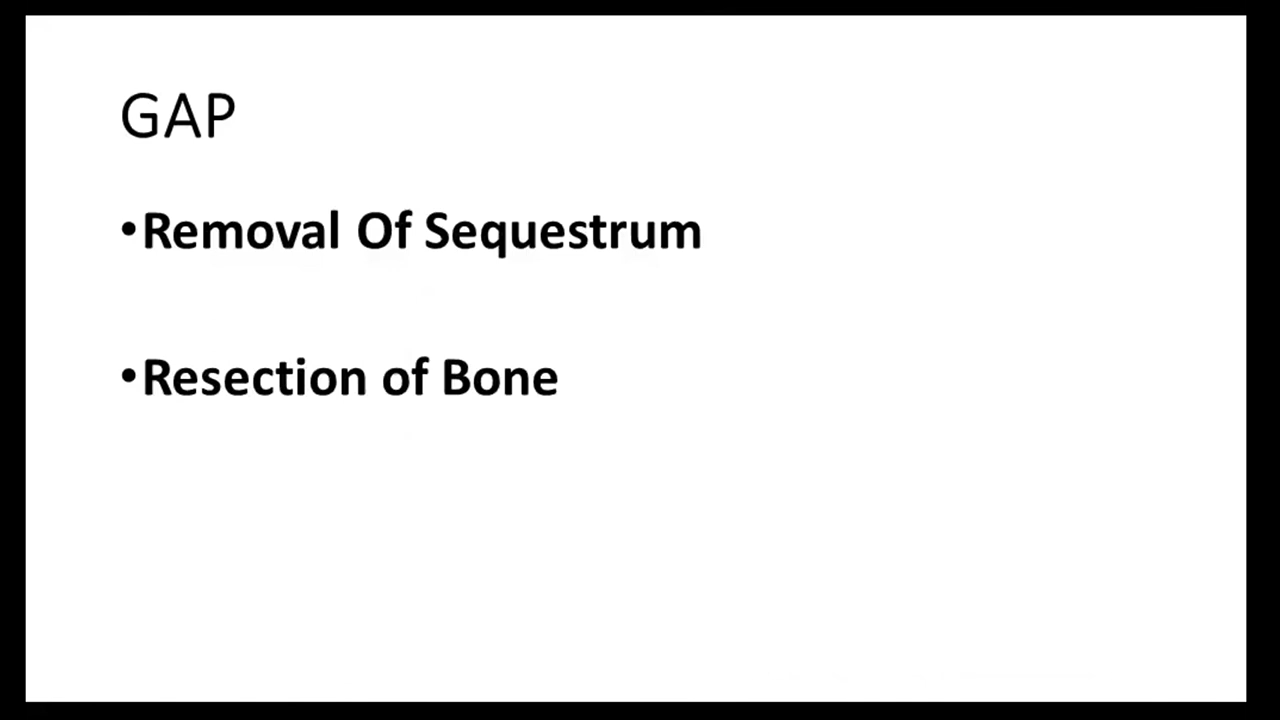 GAP
•Removal Of Sequestrum
•Resection of Bone